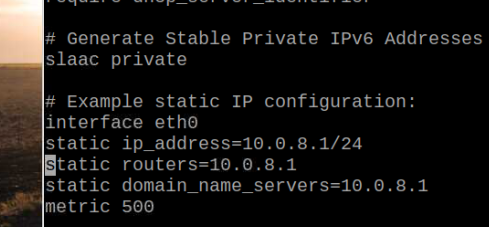 # Generate Stable Private IPv6 Addresses
slaac private
# Example static IP configuration:
interface eth0
static ip_address=10.0.8.1/24
static routers=10.0.8.1
static domain_name_servers=10.0.8.1
metric 500